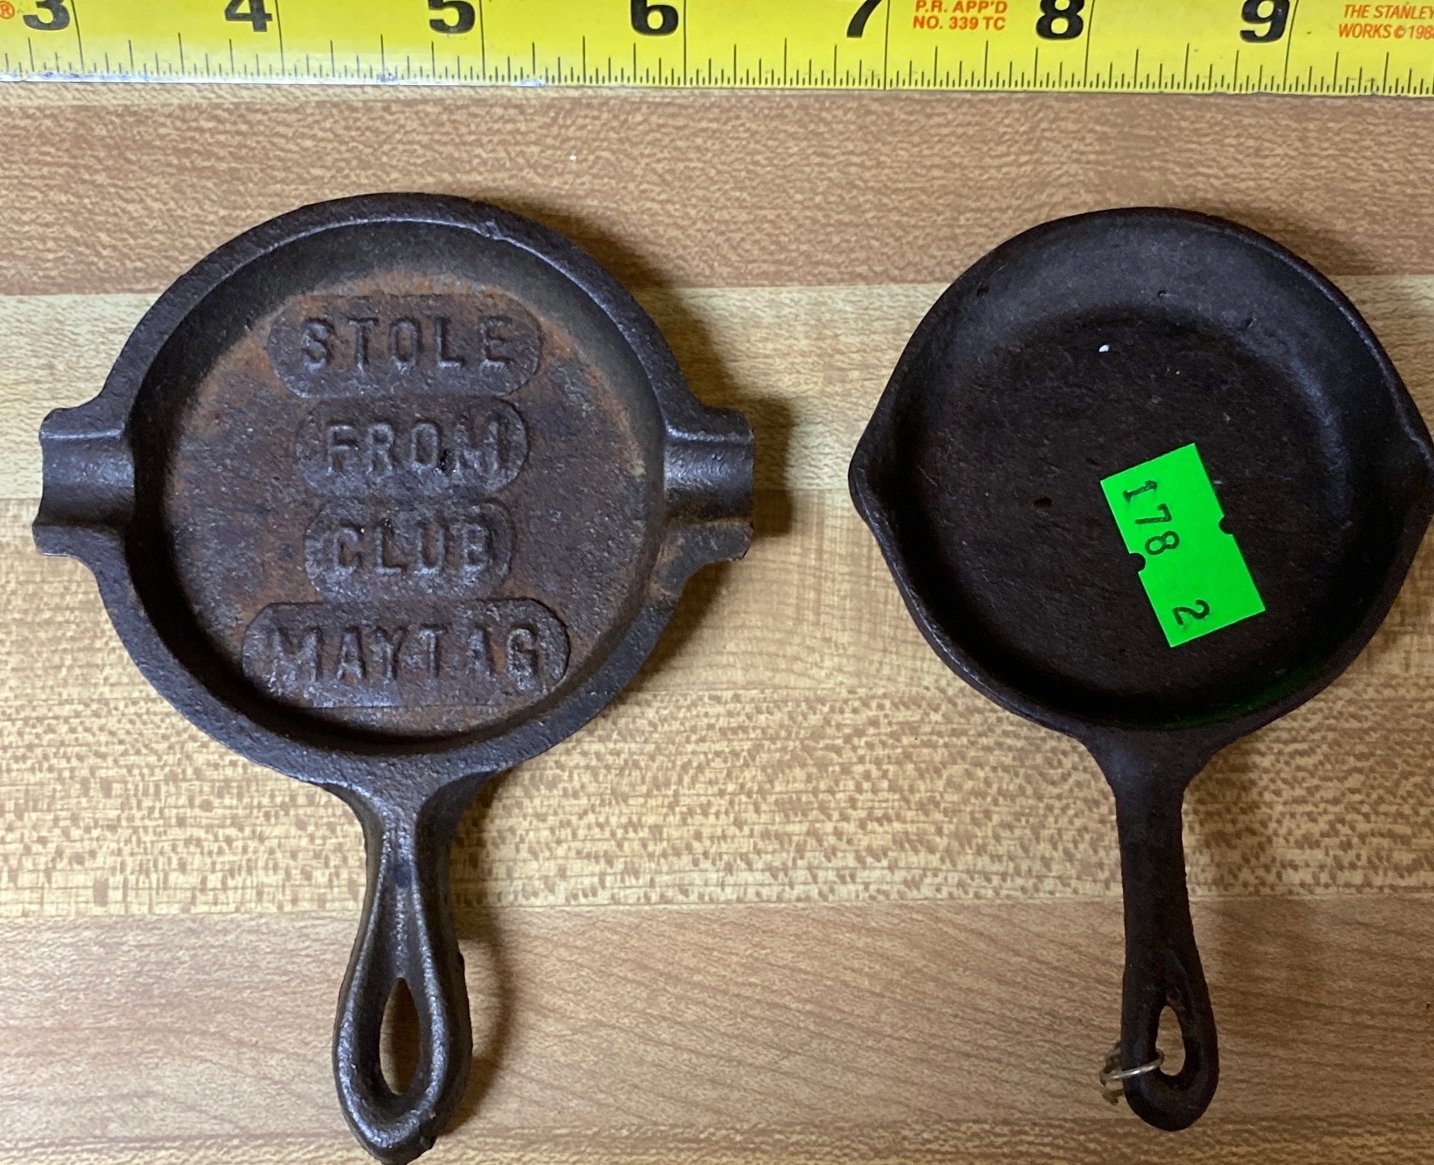 3 4 5 6 7 P.R. APP'D 8 9 THE STANLEY
NO. 339 TC WORKS ©
STOLE
FROM
CLUB
MAYTAG
178
2